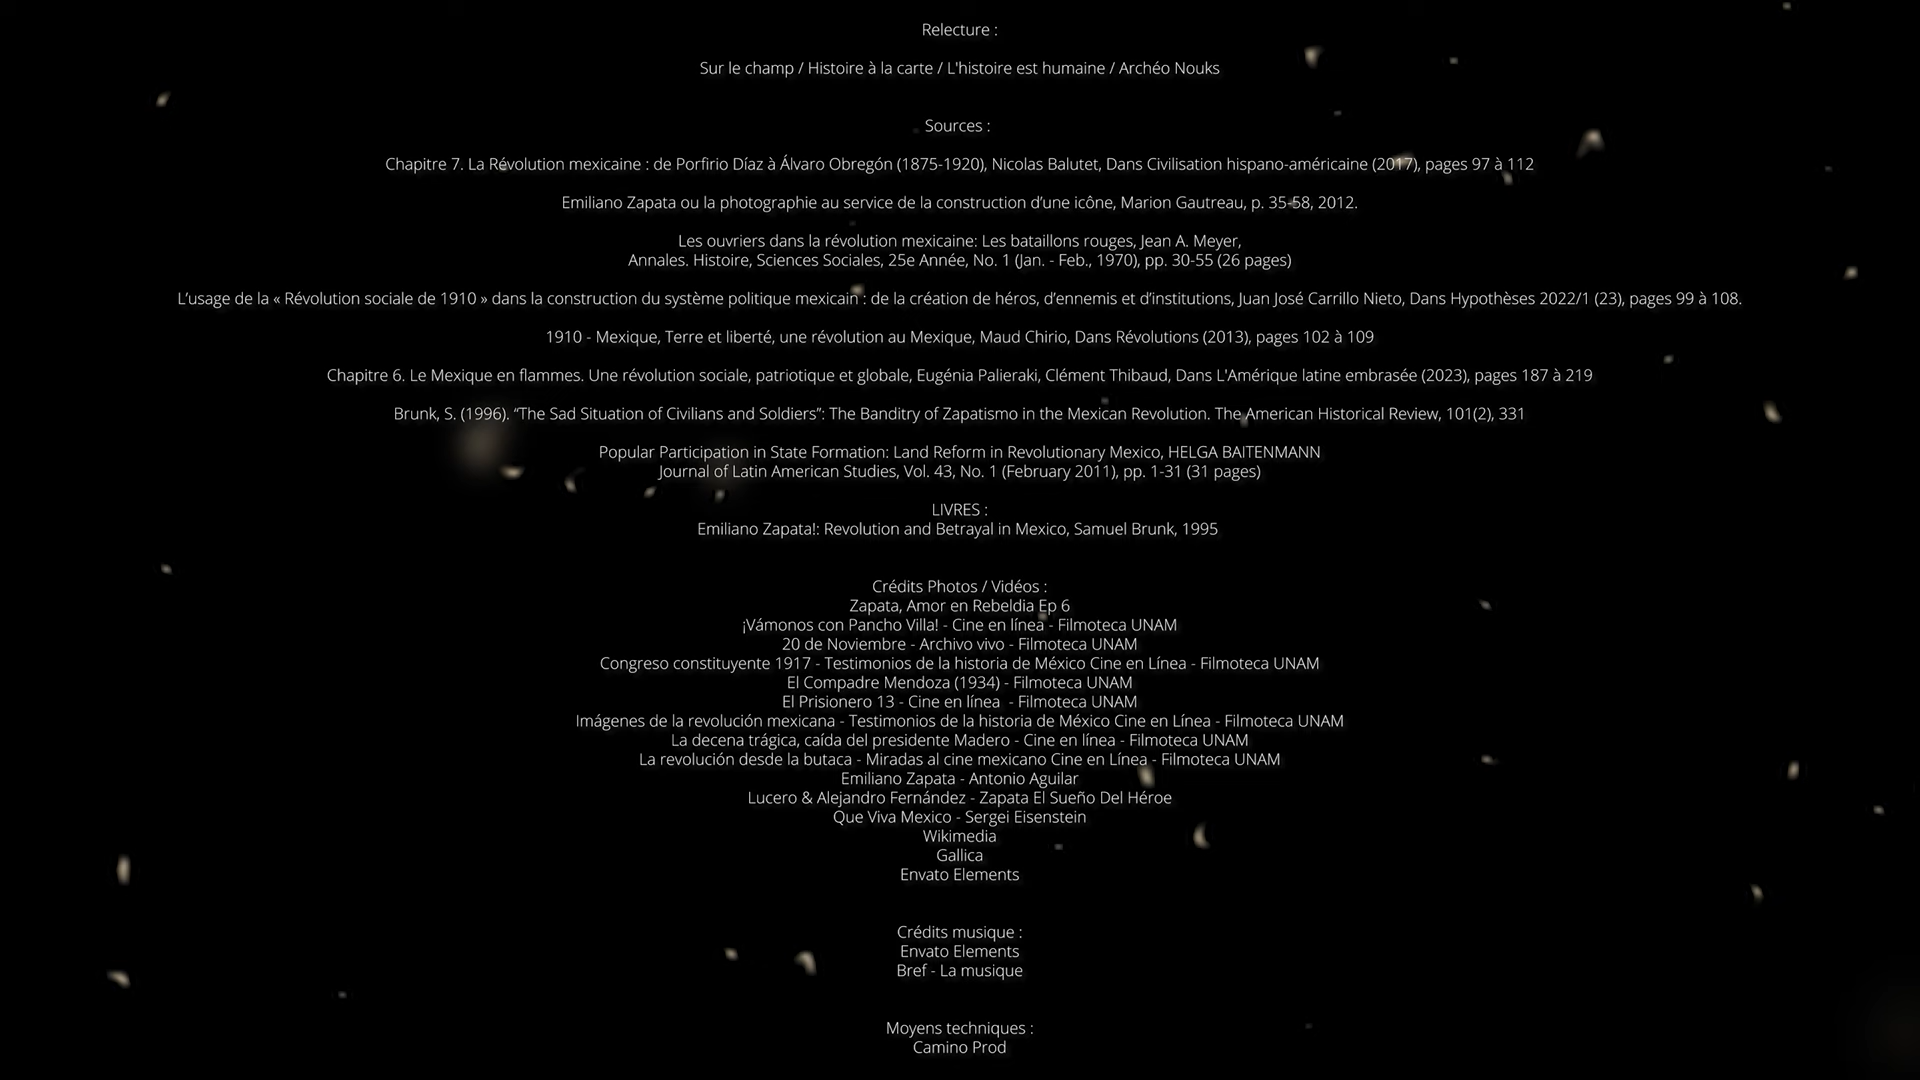 Relecture :
Sur le champ / Histoire à la carte / L'histoire est humaine / Archéo Nouks
Sources :
Chapitre 7. La Révolution mexicaine : de Porfirio Díaz à Álvaro Obregón (1875-1920), Nicolas Balutet, Dans Civilisation hispano-américaine (2017), pages 97 à 112
Emiliano Zapata ou la photographie au service de la construction d’une icône, Marion Gautreau, p. 35-58, 2012.
Les ouvriers dans la révolution mexicaine: Les bataillons rouges, Jean A. Meyer,
Annales. Histoire, Sciences Sociales, 25e Année, No. 1 (Jan. - Feb., 1970), pp. 30-55 (26 pages)
L’usage de la « Révolution sociale de 1910 » dans la construction du système politique mexicain : de la création de héros, d’ennemis et d’institutions, Juan José Carrillo Nieto, Dans Hypothèses 2022/1 (23), pages 99 à 108.
1910 - Mexique, Terre et liberté, une révolution au Mexique, Maud Chirio, Dans Révolutions (2013), pages 102 à 109
Chapitre 6. Le Mexique en flammes. Une révolution sociale, patriotique et globale, Eugénia Palieraki, Clément Thibaud, Dans L'Amérique latine embrasée (2023), pages 187 à 219
Brunk, S. (1996). “The Sad Situation of Civilians and Soldiers”: The Banditry of Zapatismo in the Mexican Revolution. The American Historical Review, 101(2), 331
Popular Participation in State Formation: Land Reform in Revolutionary Mexico, HELGA BAITENMANN
Journal of Latin American Studies, Vol. 43, No. 1 (February 2011), pp. 1-31 (31 pages)
LIVRES :
Emiliano Zapata!: Revolution and Betrayal in Mexico, Samuel Brunk, 1995
Crédits Photos / Vidéos :
Zapata, Amor en Rebeldia Ep 6
¡Vámonos con Pancho Villa! - Cine en línea - Filmoteca UNAM
20 de Noviembre - Archivo vivo - Filmoteca UNAM
Congreso constituyente 1917 - Testimonios de la historia de México Cine en Línea - Filmoteca UNAM
El Compadre Mendoza (1934) - Filmoteca UNAM
El Prisionero 13 - Cine en línea  - Filmoteca UNAM
Imágenes de la revolución mexicana - Testimonios de la historia de México Cine en Línea - Filmoteca UNAM
La decena trágica, caída del presidente Madero - Cine en línea - Filmoteca UNAM
La revolución desde la butaca - Miradas al cine mexicano Cine en Línea - Filmoteca UNAM
Emiliano Zapata - Antonio Aguilar
Lucero & Alejandro Fernández - Zapata El Sueño Del Héroe
Que Viva Mexico - Sergei Eisenstein
Wikimedia
Gallica
Envato Elements
Crédits musique :
Envato Elements
Bref - La musique
Moyens techniques :
Camino Prod